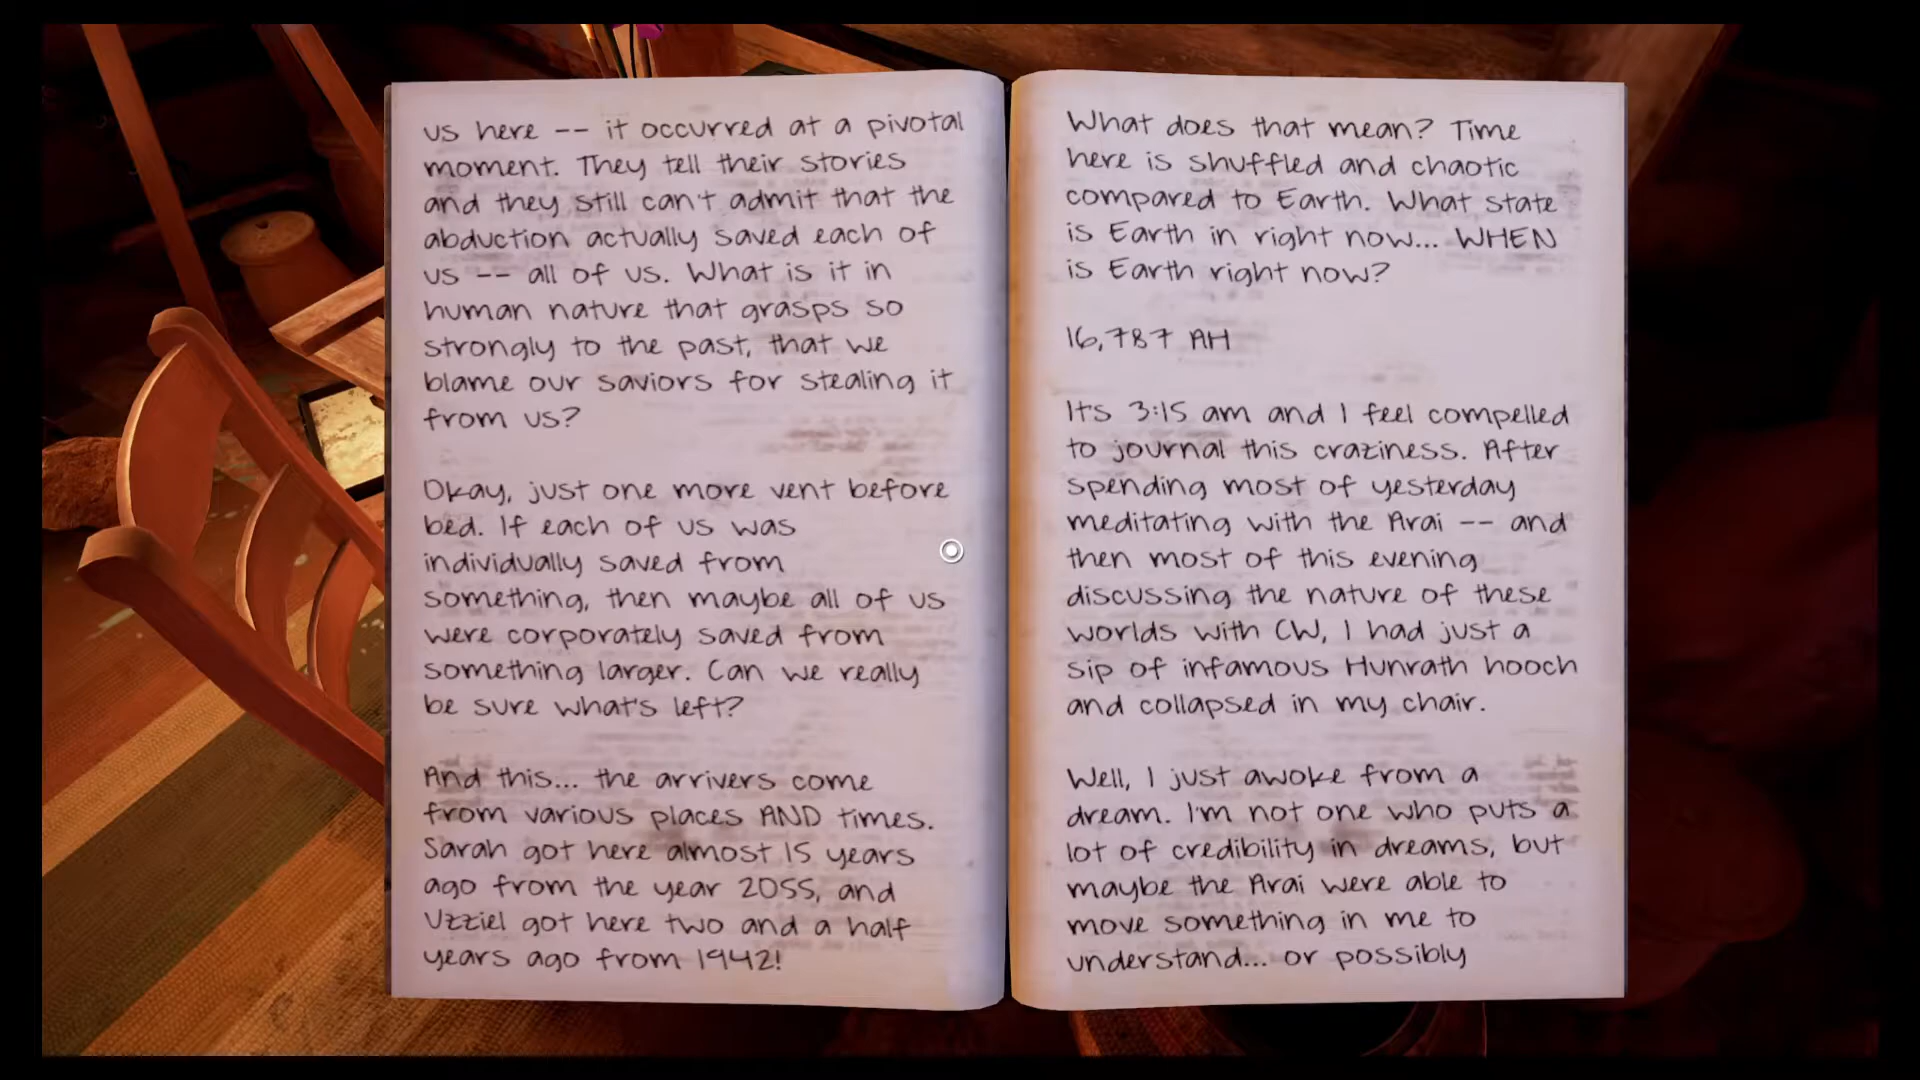 us here -- it occurred at a pivotal
moment. They tell their stories
and they still can't admit that the
abduction actually saved each of
us -- all of us. What is it in
human nature that grasps so
strongly to the past, that we
blame our saviors for stealing it
from us?
Okay, just one more vent before
bed. If each of us was
individually saved from
something, then maybe all of us
were corporately saved from
something larger. Can we really
be sure what's left?
And this... the arrivers come
from various places AND times.
Sarah got here almost 15 years
ago from the year 2055, and
Uzziel got here two and a half
years ago from 1942!
What does that mean? Time
here is shuffled and chaotic
compared to Earth. What state
is Earth in right now... WHEN
is Earth right now?
16,787 AH
It's 3:15 am and I feel compelled
to journal this craziness. After
spending most of yesterday
meditating with the Arai -- and
then most of this evening
discussing the nature of these
worlds with CW, I had just a
sip of infamous Hunrath hooch
and collapsed in my chair.
Well, I just awoke from a
dream. I'm not one who puts a
lot of credibility in dreams, but
maybe the Arai were able to
move something in me to
understand... or possibly